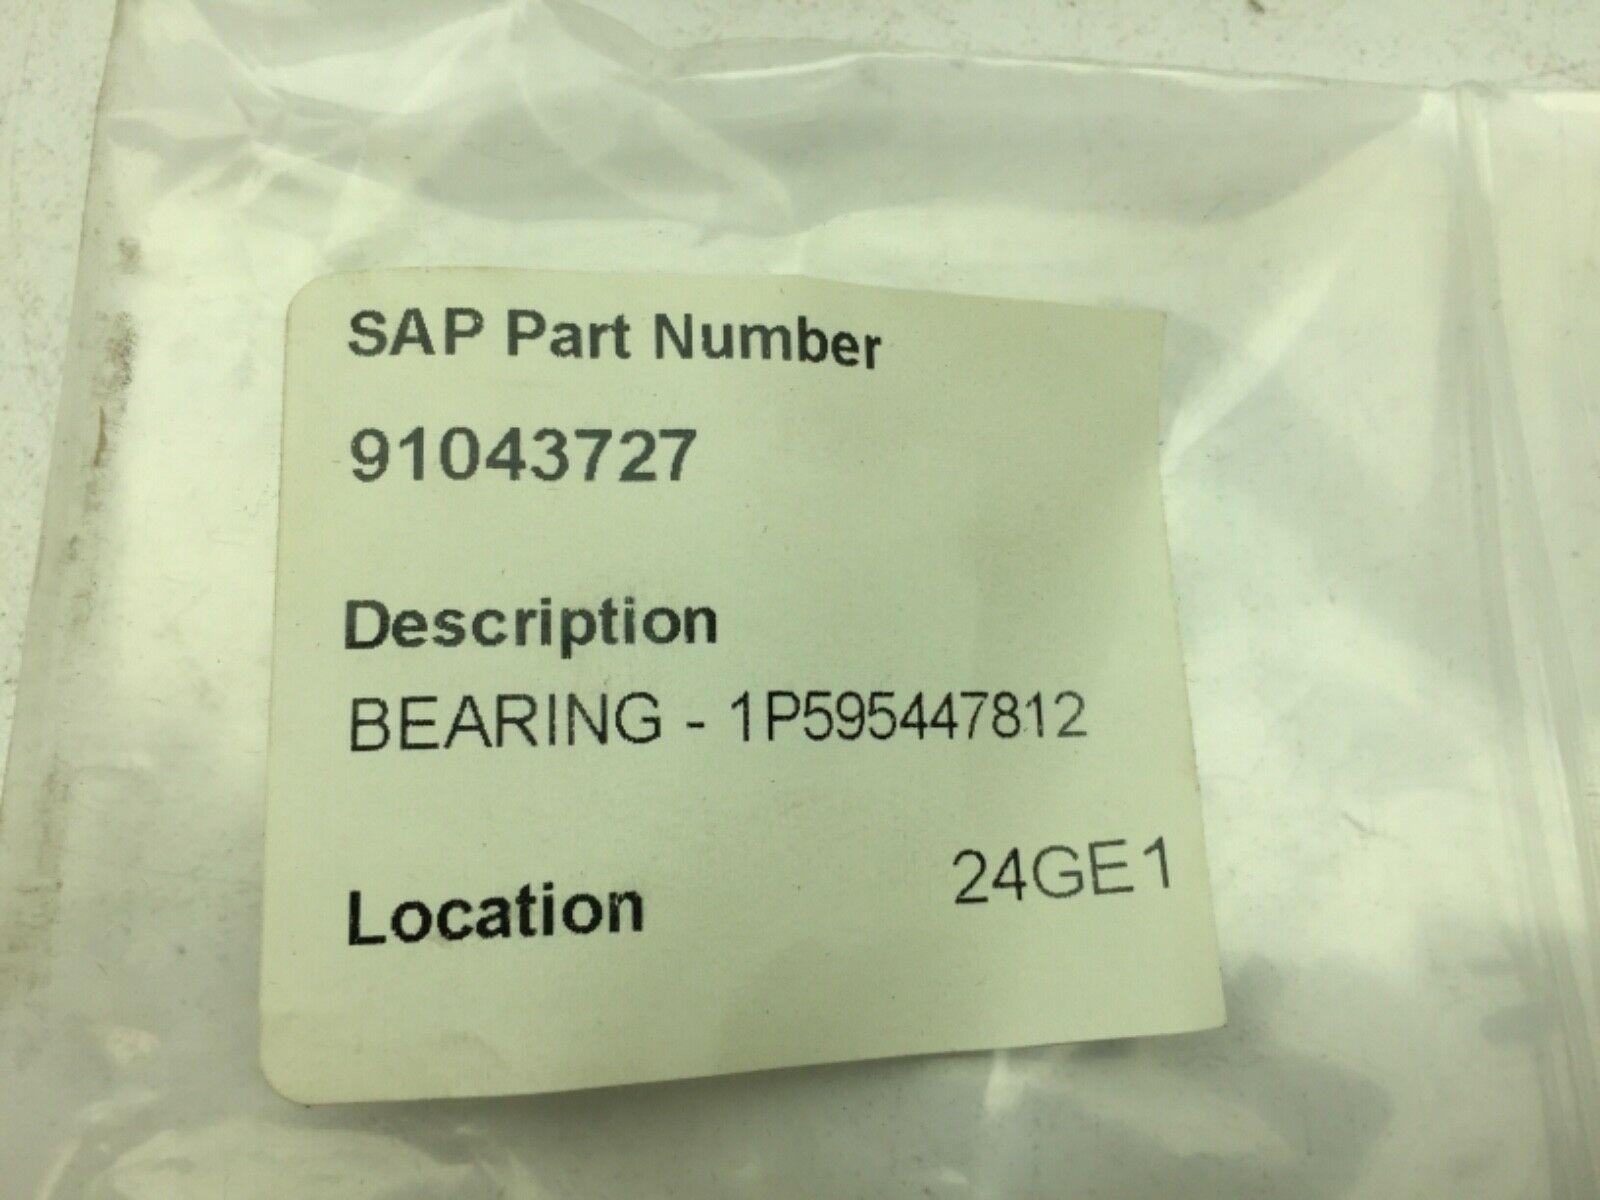 SAP Part Number
91043727
Description
BEARING - 1P595447812
Location 24GE1